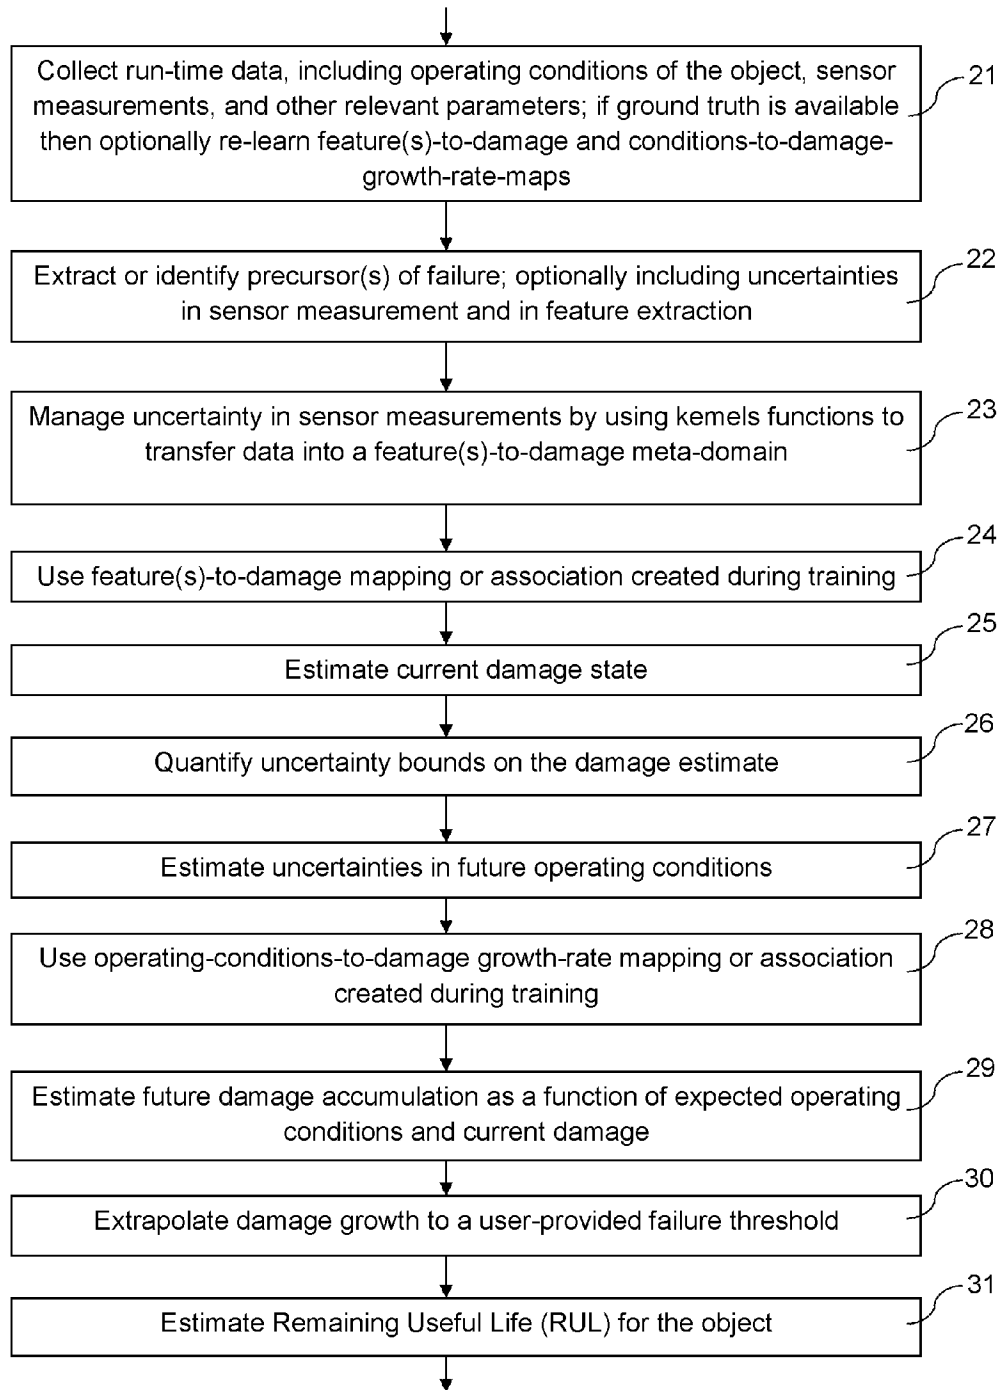 Collect run-time data, including operating conditions of the object, sensor
measurements, and other relevant parameters; if ground truth is available
then optionally re-learn feature(s)-to-damage and conditions-to-damage-
growth-rate-maps
21
Extract or identify precursor(s) of failure; optionally including uncertainties
in sensor measurement and in feature extraction
22
Manage uncertainty in sensor measurements by using kernels functions to
transfer data into a feature(s)-to-damage meta-domain
23
Use feature(s)-to-damage mapping or association created during training
24
Estimate current damage state
25
Quantify uncertainty bounds on the damage estimate
26
Estimate uncertainties in future operating conditions
27
Use operating-conditions-to-damage growth-rate mapping or association
created during training
28
Estimate future damage accumulation as a function of expected operating
conditions and current damage
29
Extrapolate damage growth to a user-provided failure threshold
30
Estimate Remaining Useful Life (RUL) for the object
31